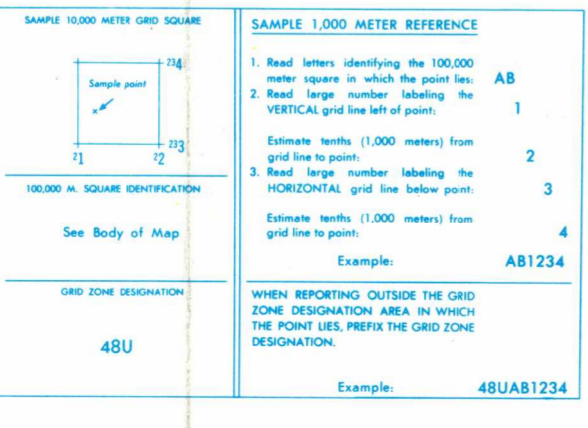 SAMPLE 10,000 METER GRID SQUARE
234
Sample point
x
233
21 22
100,000 M. SQUARE IDENTIFICATION
See Body of Map
GRID ZONE DESIGNATION
48U
SAMPLE 1,000 METER REFERENCE
1. Read letters identifying the 100,000
meter square in which the point lies: AB
2. Read large number labeling the
VERTICAL grid line left of point: 1
Estimate tenths (1,000 meters) from
grid line to point: 2
3. Read large number labeling the
HORIZONTAL grid line below point: 3
Estimate tenths (1,000 meters) from
grid line to point: 4
Example: AB1234
WHEN REPORTING OUTSIDE THE GRID
ZONE DESIGNATION AREA IN WHICH
THE POINT LIES, PREFIX THE GRID ZONE
DESIGNATION.
Example: 48UAB1234